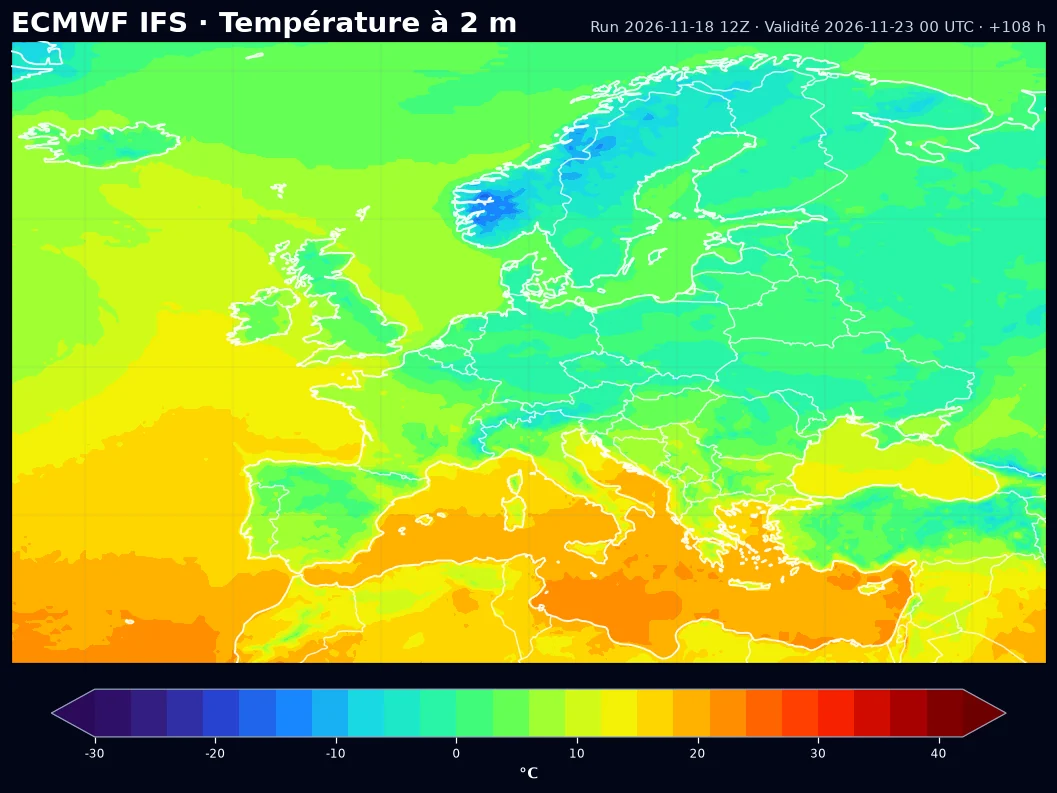 ECMWF IFS · Température à 2 m
Run 2026-11-18 12Z · Validité 2026-11-23 00 UTC · +108 h
-30 -20 -10 0 10 20 30 40
°C